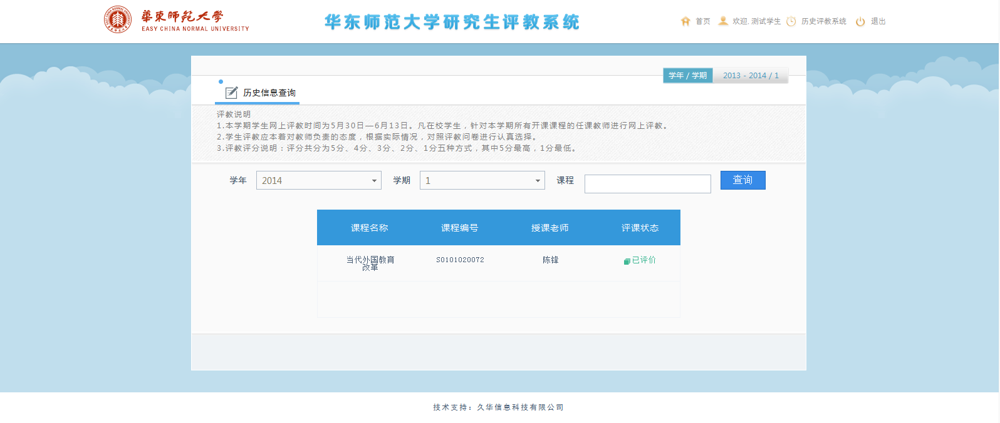 華東师范大學
EASY CHINA NORMAL UNIVERSITY
华东师范大学研究生评教系统
首页 欢迎, 测试学生 历史评教系统 退出
学年 / 学期 2013 - 2014 / 1
历史信息查询
评教说明
1.本学期学生网上评教时间为5月30日—6月13日。凡在校学生，针对本学期所有开课课程的任课教师进行网上评教。
2.学生评教应本着对教师负责的态度，根据实际情况，对照评教问卷进行认真选择。
3.评教评分说明：评分共分为5分、4分、3分、2分、1分五种方式，其中5分最高，1分最低。
学年 2014 学期 1 课程 查询
课程名称 课程编号 授课老师 评课状态
当代外国教育 S0101020072 陈锋 已评价
改革
技术支持：久华信息科技有限公司